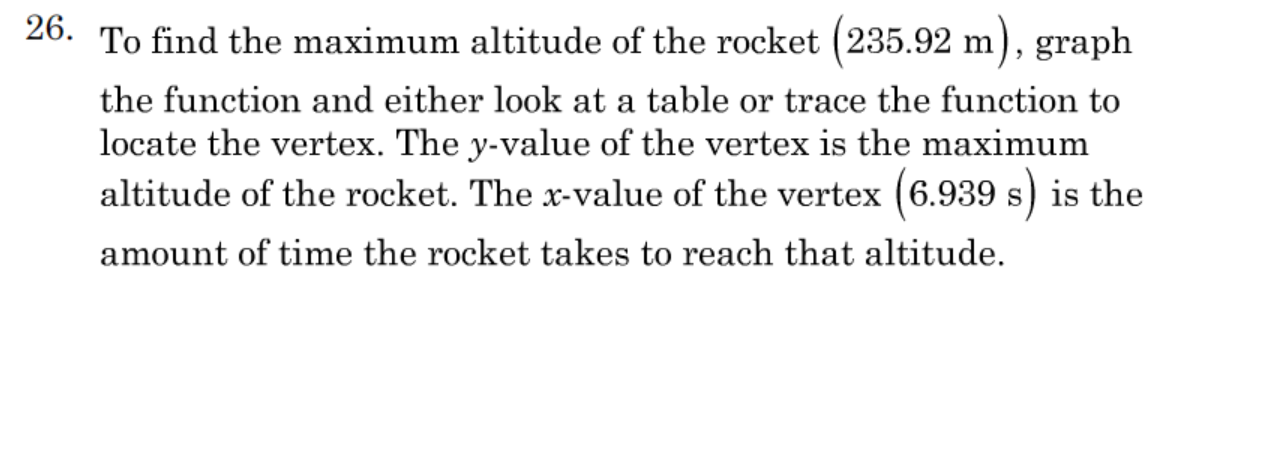 26. To find the maximum altitude of the rocket (235.92 m), graph
the function and either look at a table or trace the function to
locate the vertex. The y-value of the vertex is the maximum
altitude of the rocket. The x-value of the vertex (6.939 s) is the
amount of time the rocket takes to reach that altitude.